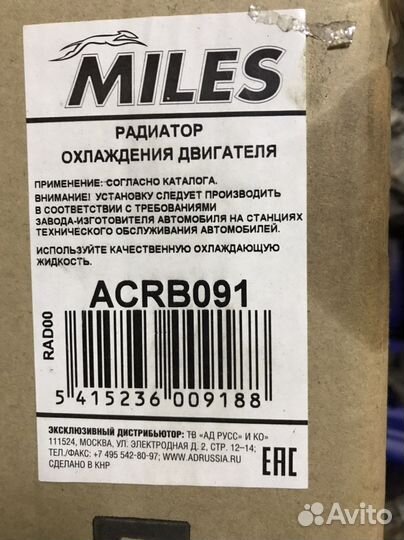 MILES
РАДИАТОР
ОХЛАЖДЕНИЯ ДВИГАТЕЛЯ
ПРИМЕНЕНИЕ: СОГЛАСНО КАТАЛОГА.
ВНИМАНИЕ! УСТАНОВКУ СЛЕДУЕТ ПРОИЗВОДИТЬ
В СООТВЕТСТВИИ С ТРЕБОВАНИЯМИ
ЗАВОДА-ИЗГОТОВИТЕЛЯ АВТОМОБИЛЯ НА СТАНЦИЯХ
ТЕХНИЧЕСКОГО ОБСЛУЖИВАНИЯ АВТОМОБИЛЕЙ.
ИСПОЛЬЗУЙТЕ КАЧЕСТВЕННУЮ ОХЛАЖДАЮЩУЮ
ЖИДКОСТЬ.
ACRB091
RAD00
5 415236 009188
ЭКСКЛЮЗИВНЫЙ ДИСТРИБЬЮТОР: ТВ «АД РУСС» И КО»
111524, МОСКВА, УЛ. ЭЛЕКТРОДНАЯ Д. 2, СТР. 12–14;
ТЕЛ./ФАКС: +7 495 542-80-97; WWW.ADRUSSIA.RU
СДЕЛАНО В КНР
EAC
Avito